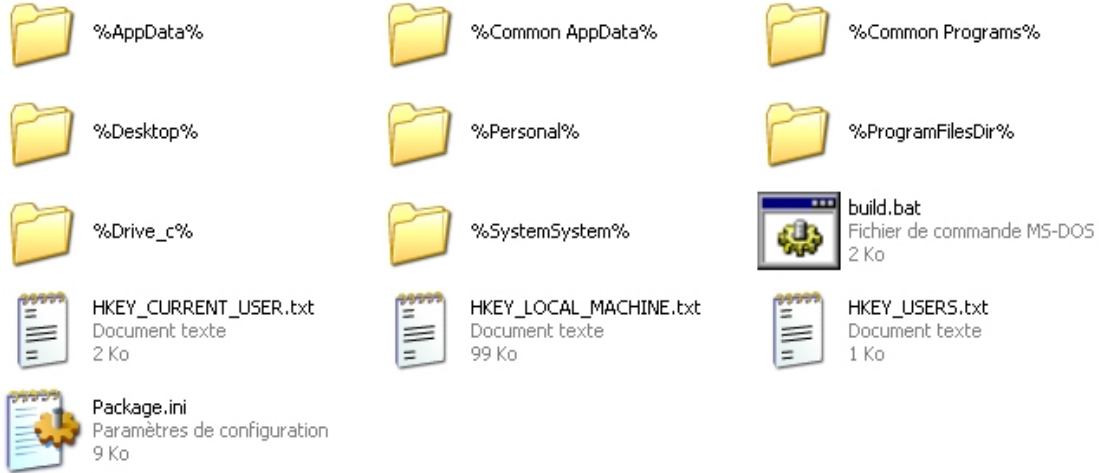 %AppData%
%Common AppData%
%Common Programs%
%Desktop%
%Personal%
%ProgramFilesDir%
%Drive_c%
%SystemSystem%
build.bat
Fichier de commande MS-DOS
2 Ko
HKEY_CURRENT_USER.txt
Document texte
2 Ko
HKEY_LOCAL_MACHINE.txt
Document texte
99 Ko
HKEY_USERS.txt
Document texte
1 Ko
Package.ini
Paramètres de configuration
9 Ko